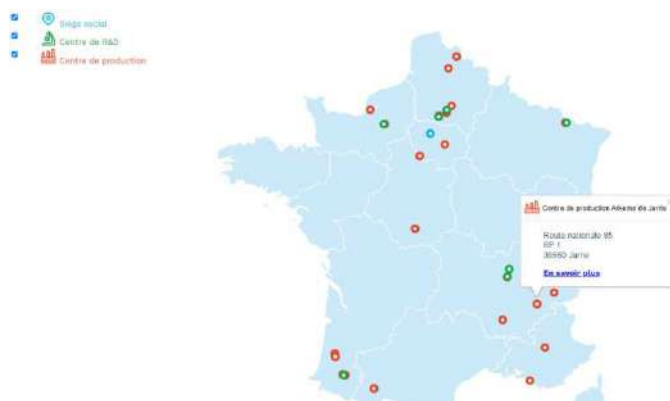 Siège social
Centre de R&D
Centre de production
Centre de production Arkema de Jarrie
Route nationale 85
BP 1
38560 Jarrie
En savoir plus